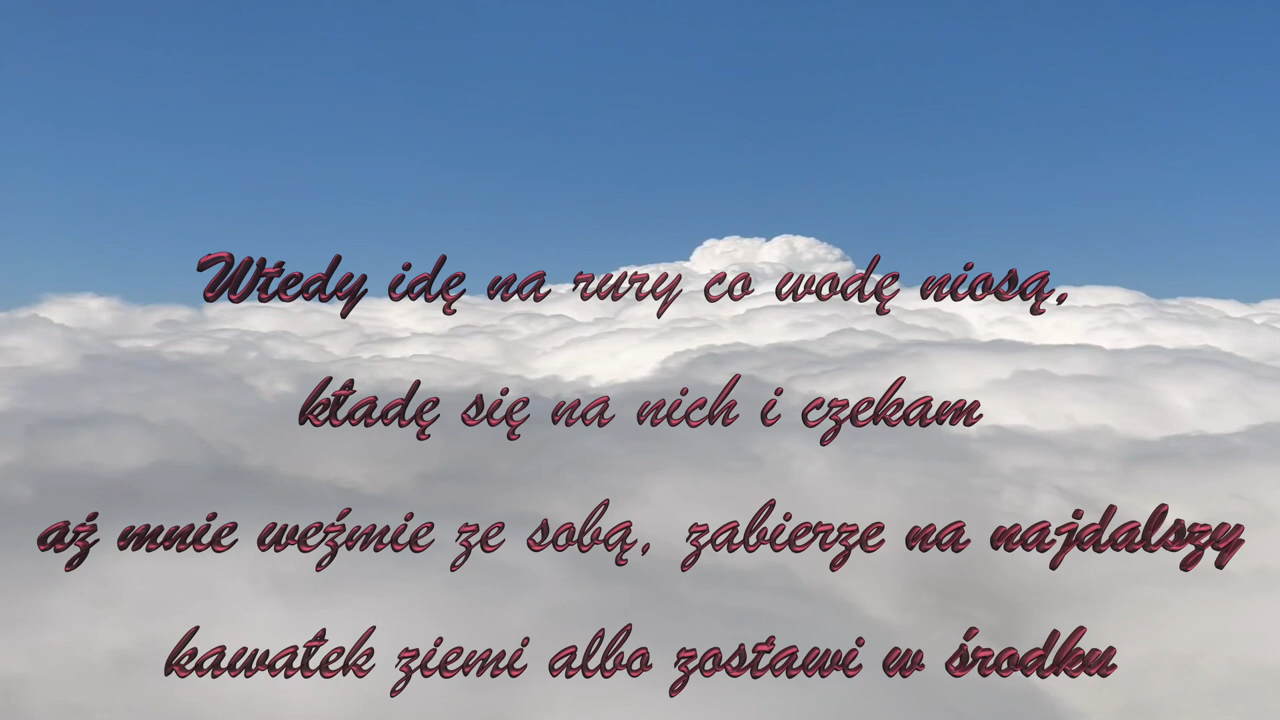 Wtedy idę na rury co wodę niosą,
kładę się na nich i czekam
aż mnie weźmie ze sobą, zabierze na najdalszy
kawałek ziemi albo zostawi w środku